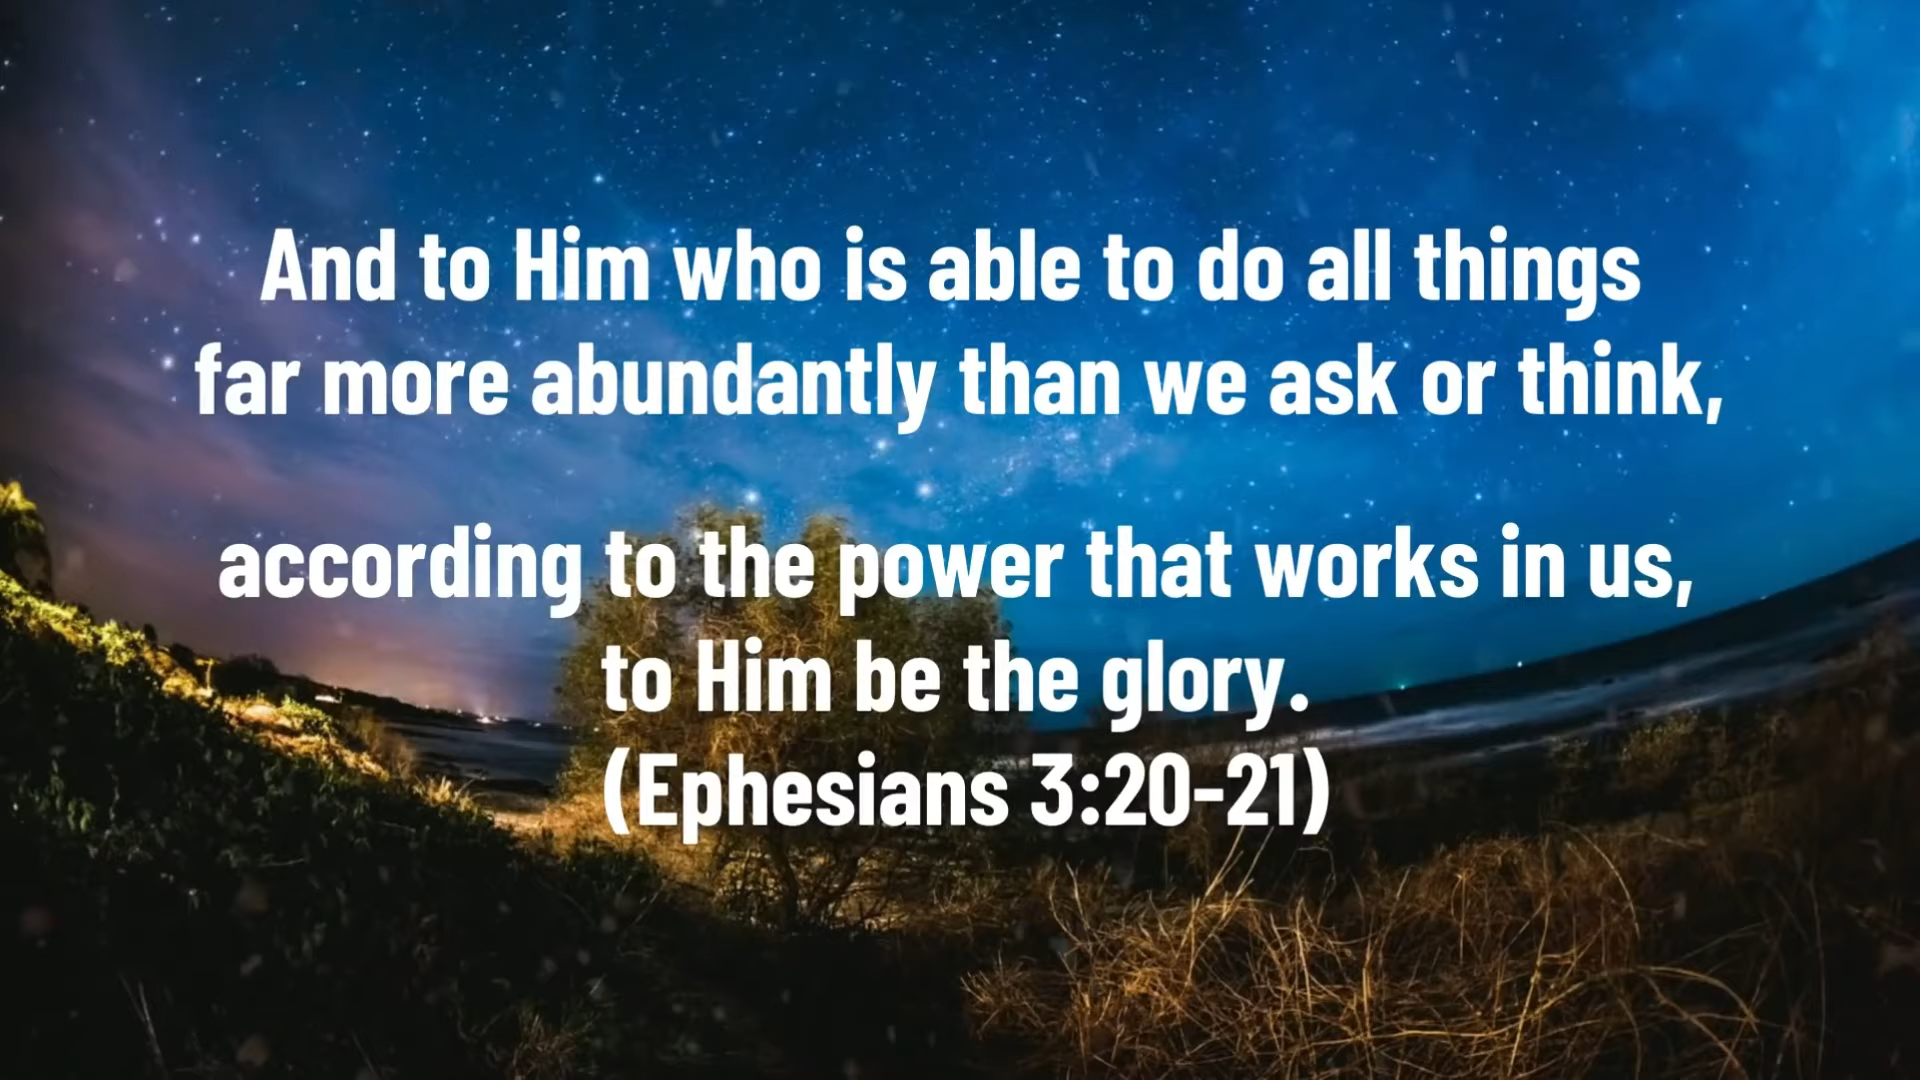 And to Him who is able to do all things
far more abundantly than we ask or think,
according to the power that works in us,
to Him be the glory.
(Ephesians 3:20-21)